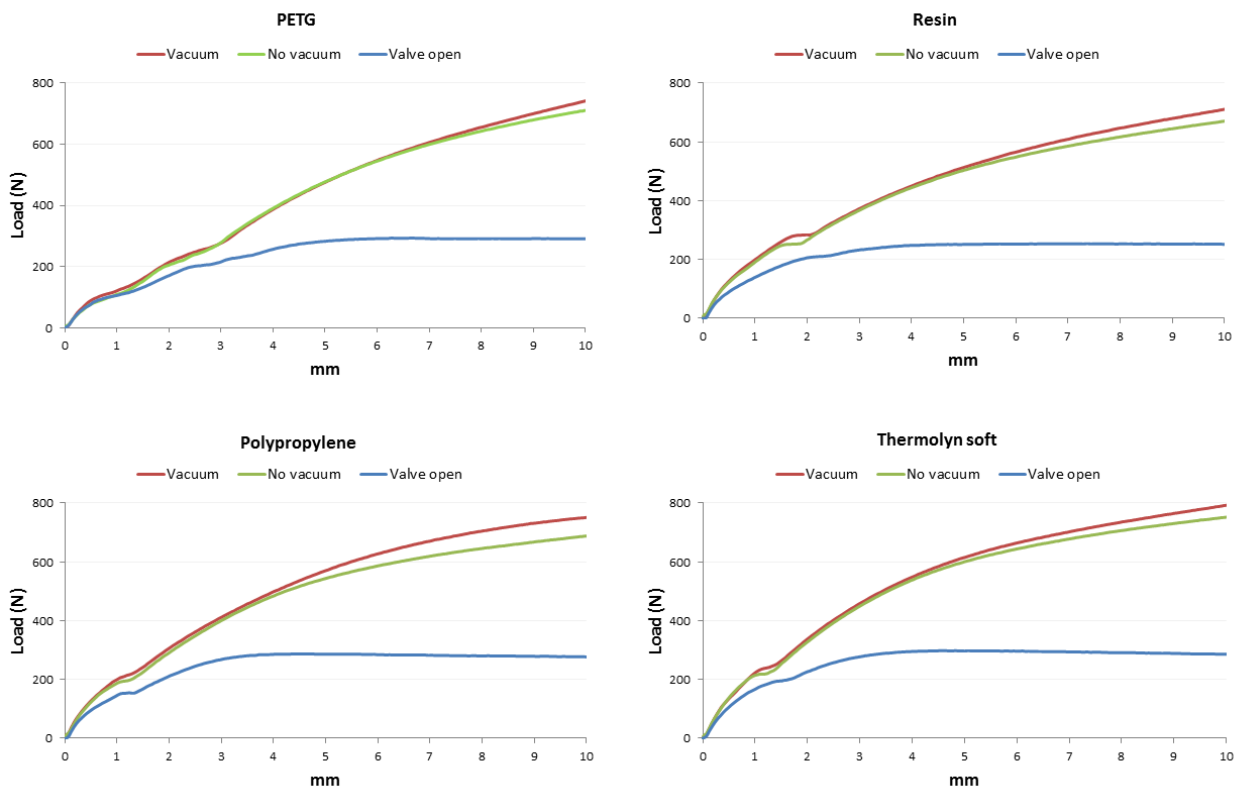 PETG
Vacuum No vacuum Valve open
Load (N)
800
600
400
200
0
0 1 2 3 4 5 6 7 8 9 10
mm
Resin
Vacuum No vacuum Valve open
Load (N)
800
600
400
200
0
0 1 2 3 4 5 6 7 8 9 10
mm
Polypropylene
Vacuum No vacuum Valve open
Load (N)
800
600
400
200
0
0 1 2 3 4 5 6 7 8 9 10
mm
Thermolyn soft
Vacuum No vacuum Valve open
Load (N)
800
600
400
200
0
0 1 2 3 4 5 6 7 8 9 10
mm